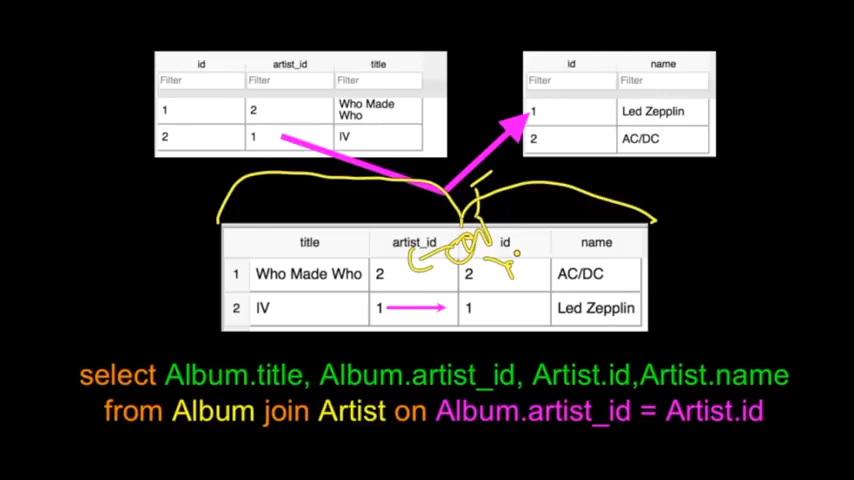 id artist_id title
Filter Filter Filter
1 2 Who Made Who
2 1 IV
id name
Filter Filter
1 Led Zepplin
2 AC/DC
title artist_id id name
1 Who Made Who 2 2 AC/DC
2 IV 1 1 Led Zepplin
select Album.title, Album.artist_id, Artist.id,Artist.name
from Album join Artist on Album.artist_id = Artist.id